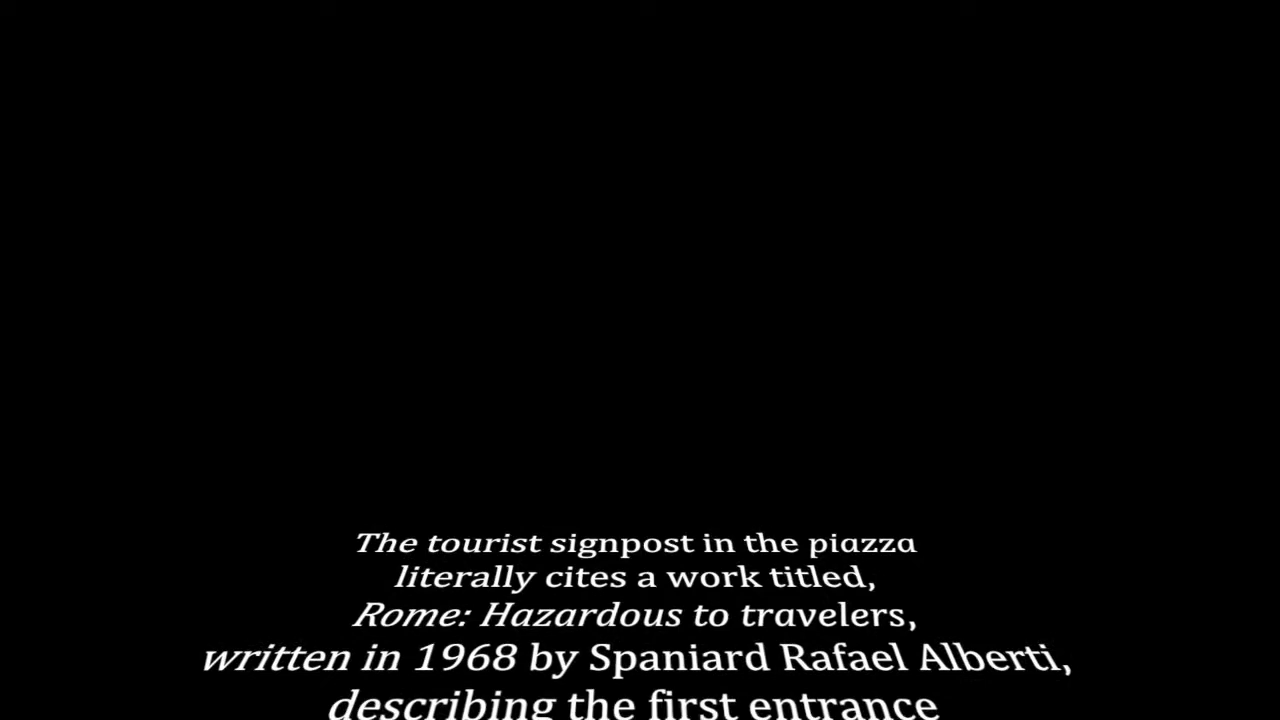 The tourist signpost in the piazza
literally cites a work titled,
Rome: Hazardous to travelers,
written in 1968 by Spaniard Rafael Alberti,
describing the first entrance